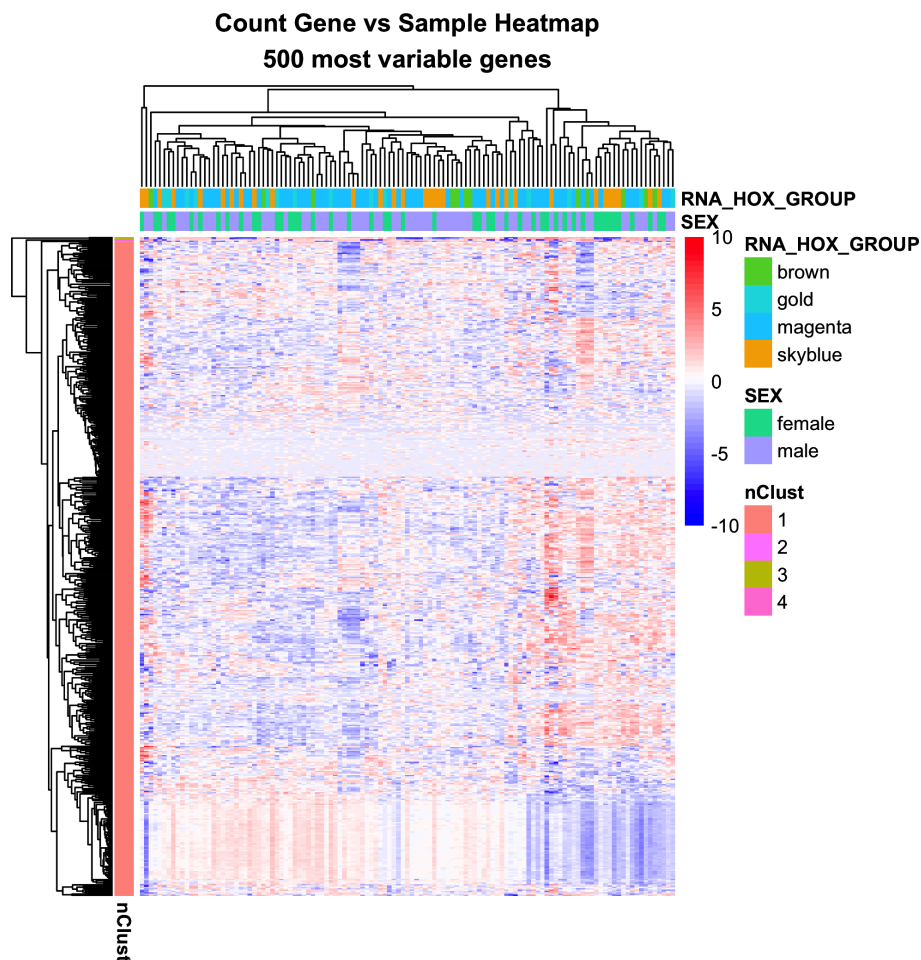 Count Gene vs Sample Heatmap
500 most variable genes
RNA_HOX_GROUP
SEX
10
5
0
-5
-10
RNA_HOX_GROUP
brown
gold
magenta
skyblue
SEX
female
male
nClust
1
2
3
4
nClust